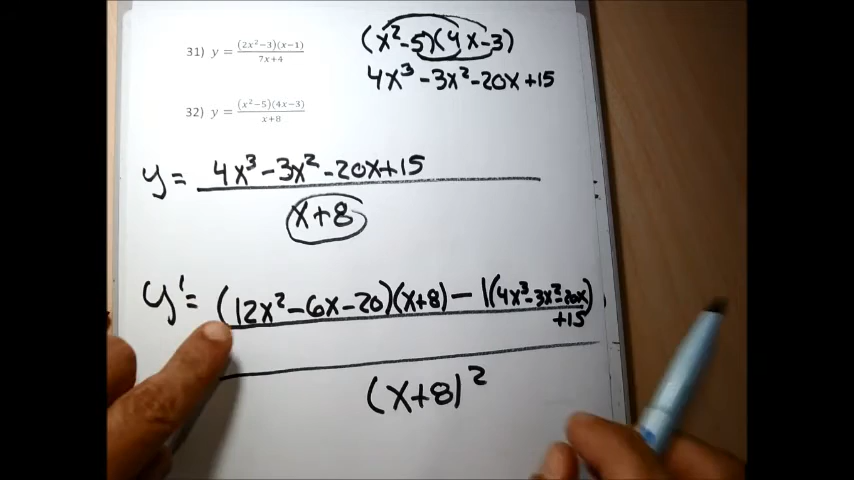 31) y = (2x²−3)(x−1) / 7x+4
(x²-5)(4x-3)
4x³-3x²-20x+15
32) y = (x²−5)(4x−3) / x+8
y = 4x³-3x²-20x+15
x+8
y' = (12x²-6x-20)(x+8) - 1(4x³-3x²-20x
+15)
(x+8)²